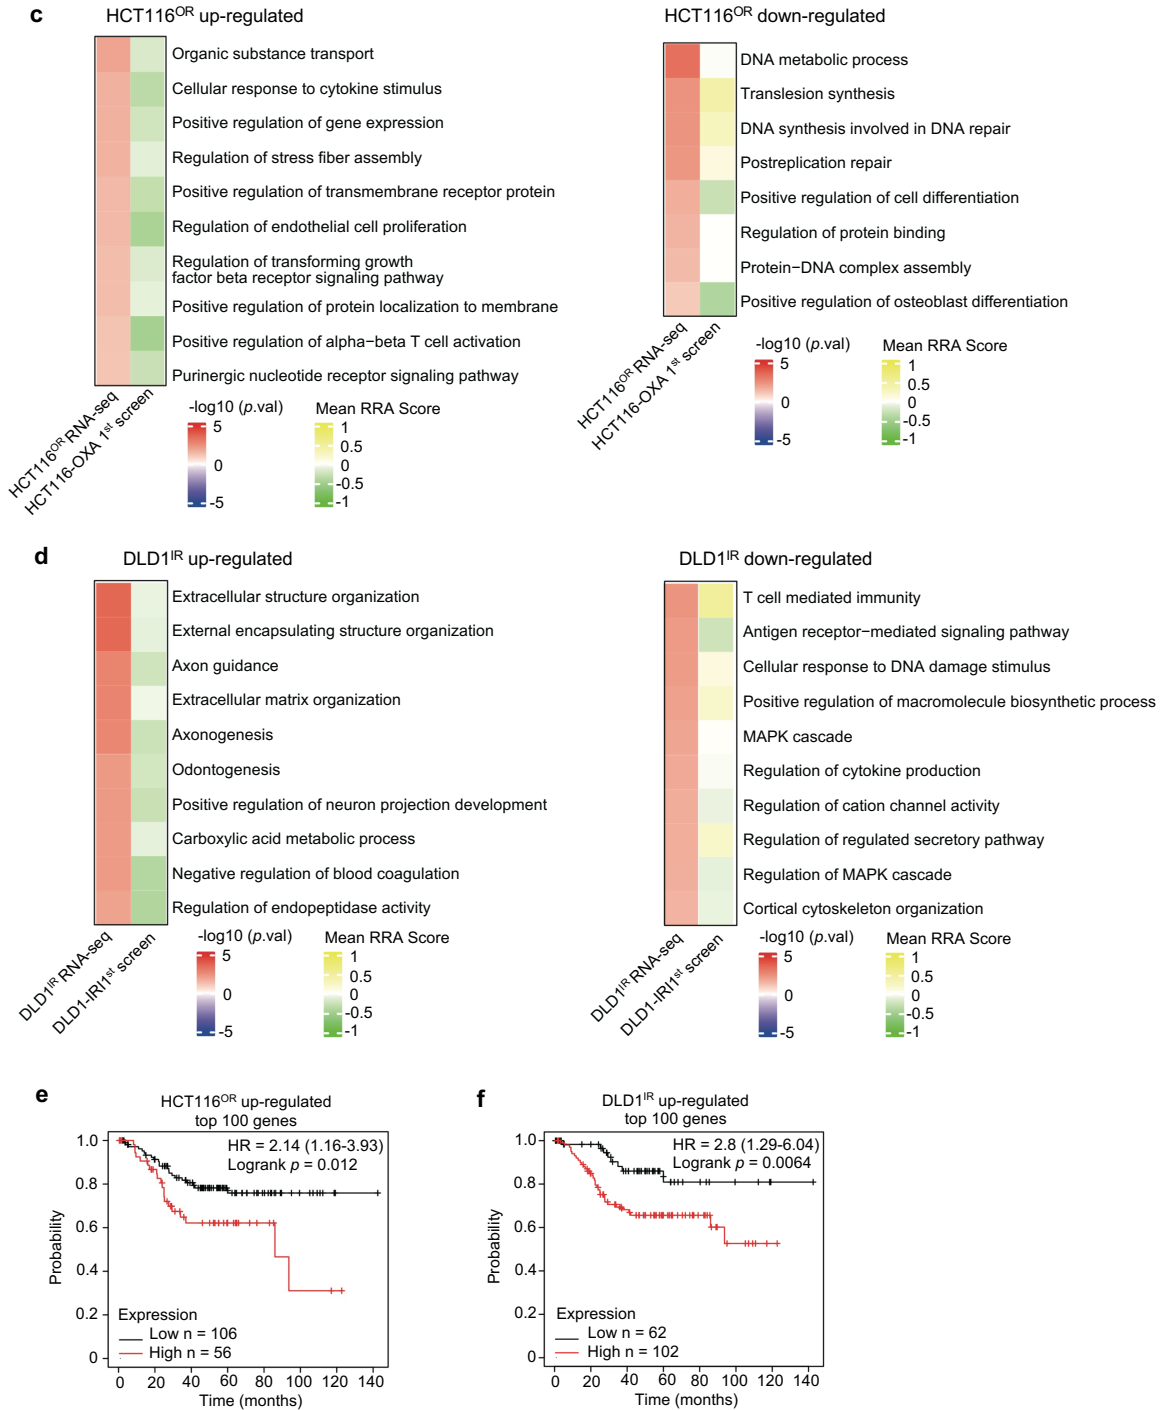 c
HCT116OR up-regulated
Organic substance transport
Cellular response to cytokine stimulus
Positive regulation of gene expression
Regulation of stress fiber assembly
Positive regulation of transmembrane receptor protein
Regulation of endothelial cell proliferation
Regulation of transforming growth
factor beta receptor signaling pathway
Positive regulation of protein localization to membrane
Positive regulation of alpha−beta T cell activation
Purinergic nucleotide receptor signaling pathway
HCT116OR RNA-seq
HCT116-OXA 1st screen
-log10 (p.val)
5
0
-5
Mean RRA Score
1
0.5
0
-0.5
-1
HCT116OR down-regulated
DNA metabolic process
Translesion synthesis
DNA synthesis involved in DNA repair
Postreplication repair
Positive regulation of cell differentiation
Regulation of protein binding
Protein−DNA complex assembly
Positive regulation of osteoblast differentiation
HCT116OR RNA-seq
HCT116-OXA 1st screen
-log10 (p.val)
5
0
-5
Mean RRA Score
1
0.5
0
-0.5
-1
d
DLD1IR up-regulated
Extracellular structure organization
External encapsulating structure organization
Axon guidance
Extracellular matrix organization
Axonogenesis
Odontogenesis
Positive regulation of neuron projection development
Carboxylic acid metabolic process
Negative regulation of blood coagulation
Regulation of endopeptidase activity
DLD1IR RNA-seq
DLD1-IRI1st screen
-log10 (p.val)
5
0
-5
Mean RRA Score
1
0.5
0
-0.5
-1
DLD1IR down-regulated
T cell mediated immunity
Antigen receptor−mediated signaling pathway
Cellular response to DNA damage stimulus
Positive regulation of macromolecule biosynthetic process
MAPK cascade
Regulation of cytokine production
Regulation of cation channel activity
Regulation of regulated secretory pathway
Regulation of MAPK cascade
Cortical cytoskeleton organization
DLD1IR RNA-seq
DLD1-IRI1st screen
-log10 (p.val)
5
0
-5
Mean RRA Score
1
0.5
0
-0.5
-1
e
HCT116OR up-regulated
top 100 genes
HR = 2.14 (1.16-3.93)
Logrank p = 0.012
Probability
1.0
0.8
0.6
0.4
0.2
0
Expression
Low n = 106
High n = 56
0 20 40 60 80 100 120 140
Time (months)
f
DLD1IR up-regulated
top 100 genes
HR = 2.8 (1.29-6.04)
Logrank p = 0.0064
Probability
1.0
0.8
0.6
0.4
0.2
0
Expression
Low n = 62
High n = 102
0 20 40 60 80 100 120 140
Time (months)